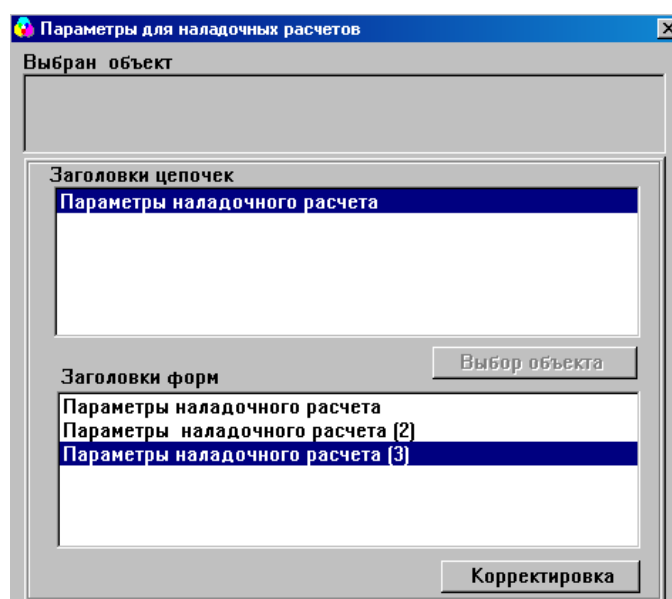 Параметры для наладочных расчетов
Выбран объект
Заголовки цепочек
Параметры наладочного расчета
Выбор объекта
Заголовки форм
Параметры наладочного расчета
Параметры наладочного расчета (2)
Параметры наладочного расчета (3)
Корректировка